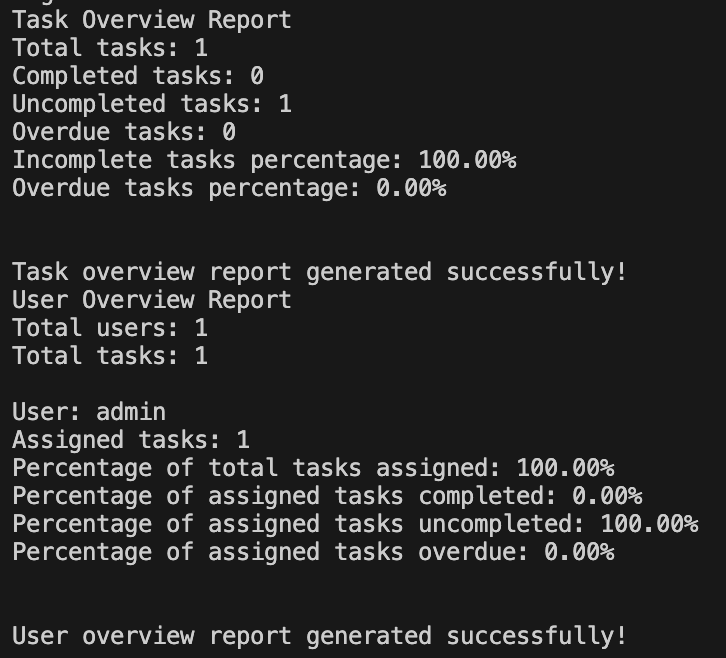 Task Overview Report
Total tasks: 1
Completed tasks: 0
Uncompleted tasks: 1
Overdue tasks: 0
Incomplete tasks percentage: 100.00%
Overdue tasks percentage: 0.00%
Task overview report generated successfully!
User Overview Report
Total users: 1
Total tasks: 1
User: admin
Assigned tasks: 1
Percentage of total tasks assigned: 100.00%
Percentage of assigned tasks completed: 0.00%
Percentage of assigned tasks uncompleted: 100.00%
Percentage of assigned tasks overdue: 0.00%
User overview report generated successfully!